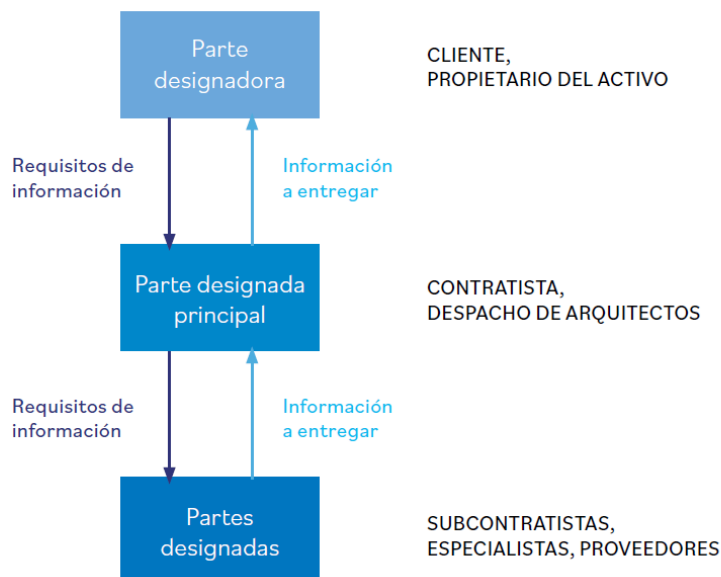 Parte
designadora
CLIENTE,
PROPIETARIO DEL ACTIVO
Requisitos de
información
Información
a entregar
Parte designada
principal
CONTRATISTA,
DESPACHO DE ARQUITECTOS
Requisitos de
información
Información
a entregar
Partes
designadas
SUBCONTRATISTAS,
ESPECIALISTAS, PROVEEDORES